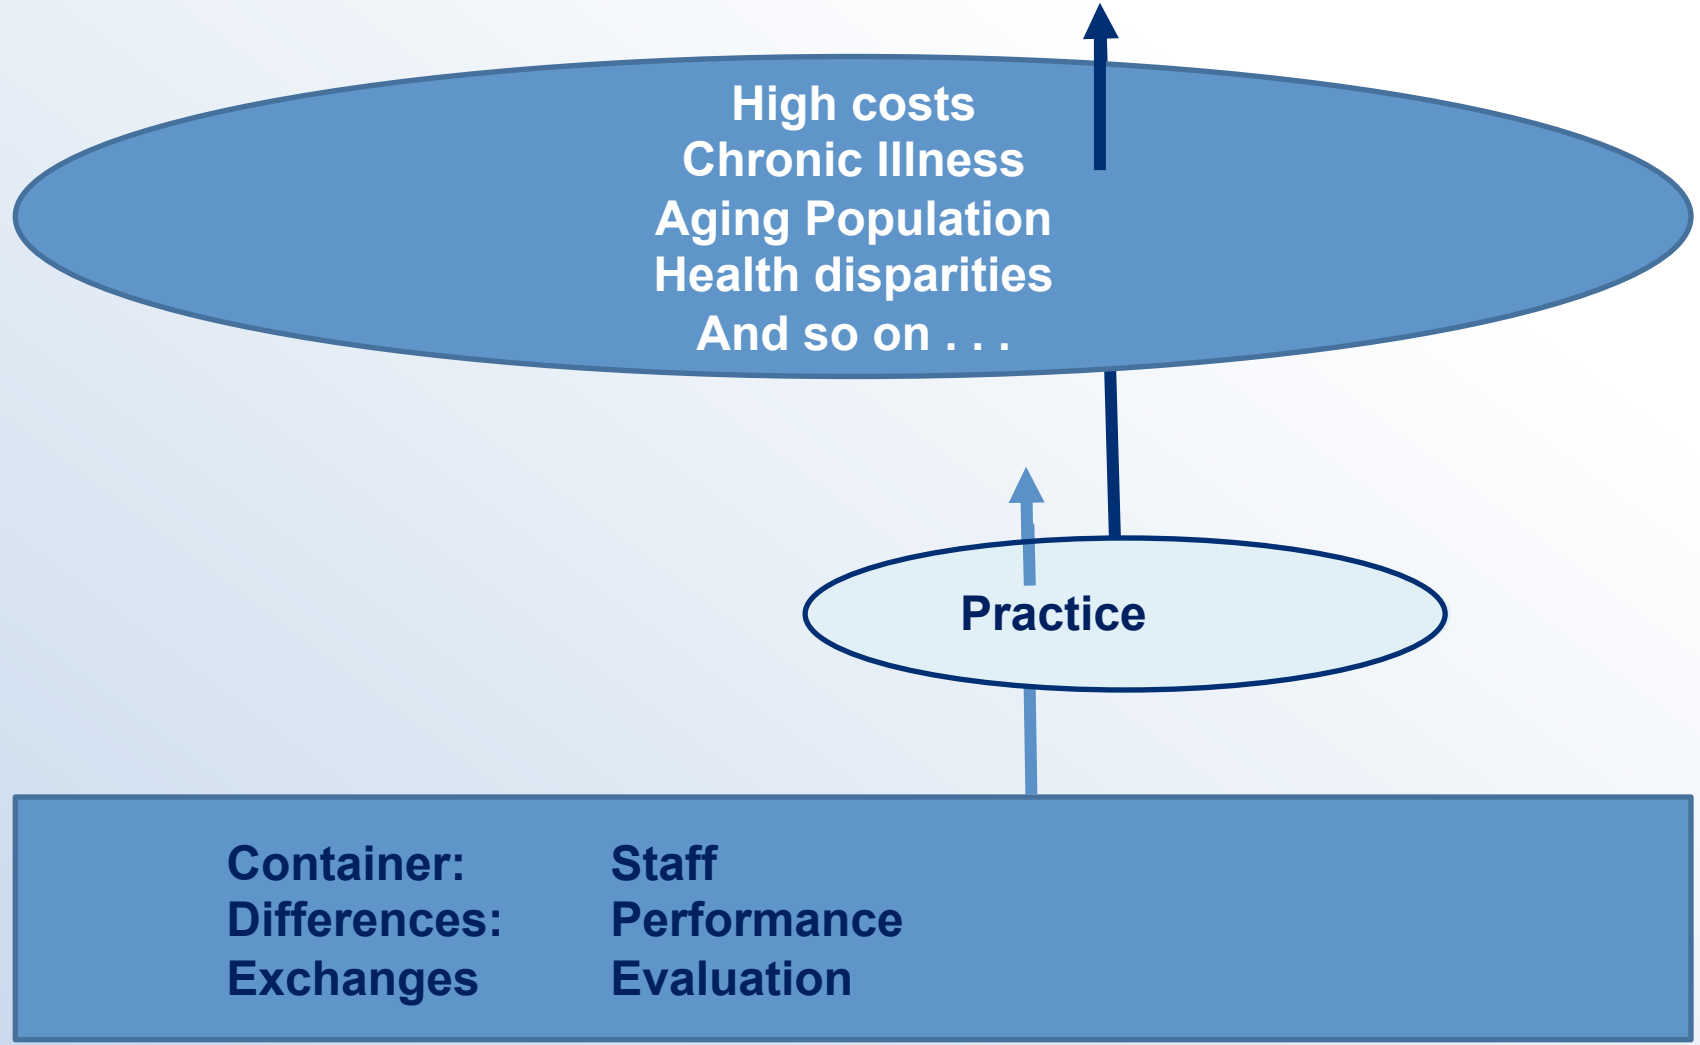 High costs
Chronic Illness
Aging Population
Health disparities
And so on . . .
Practice
Container: Staff
Differences: Performance
Exchanges Evaluation